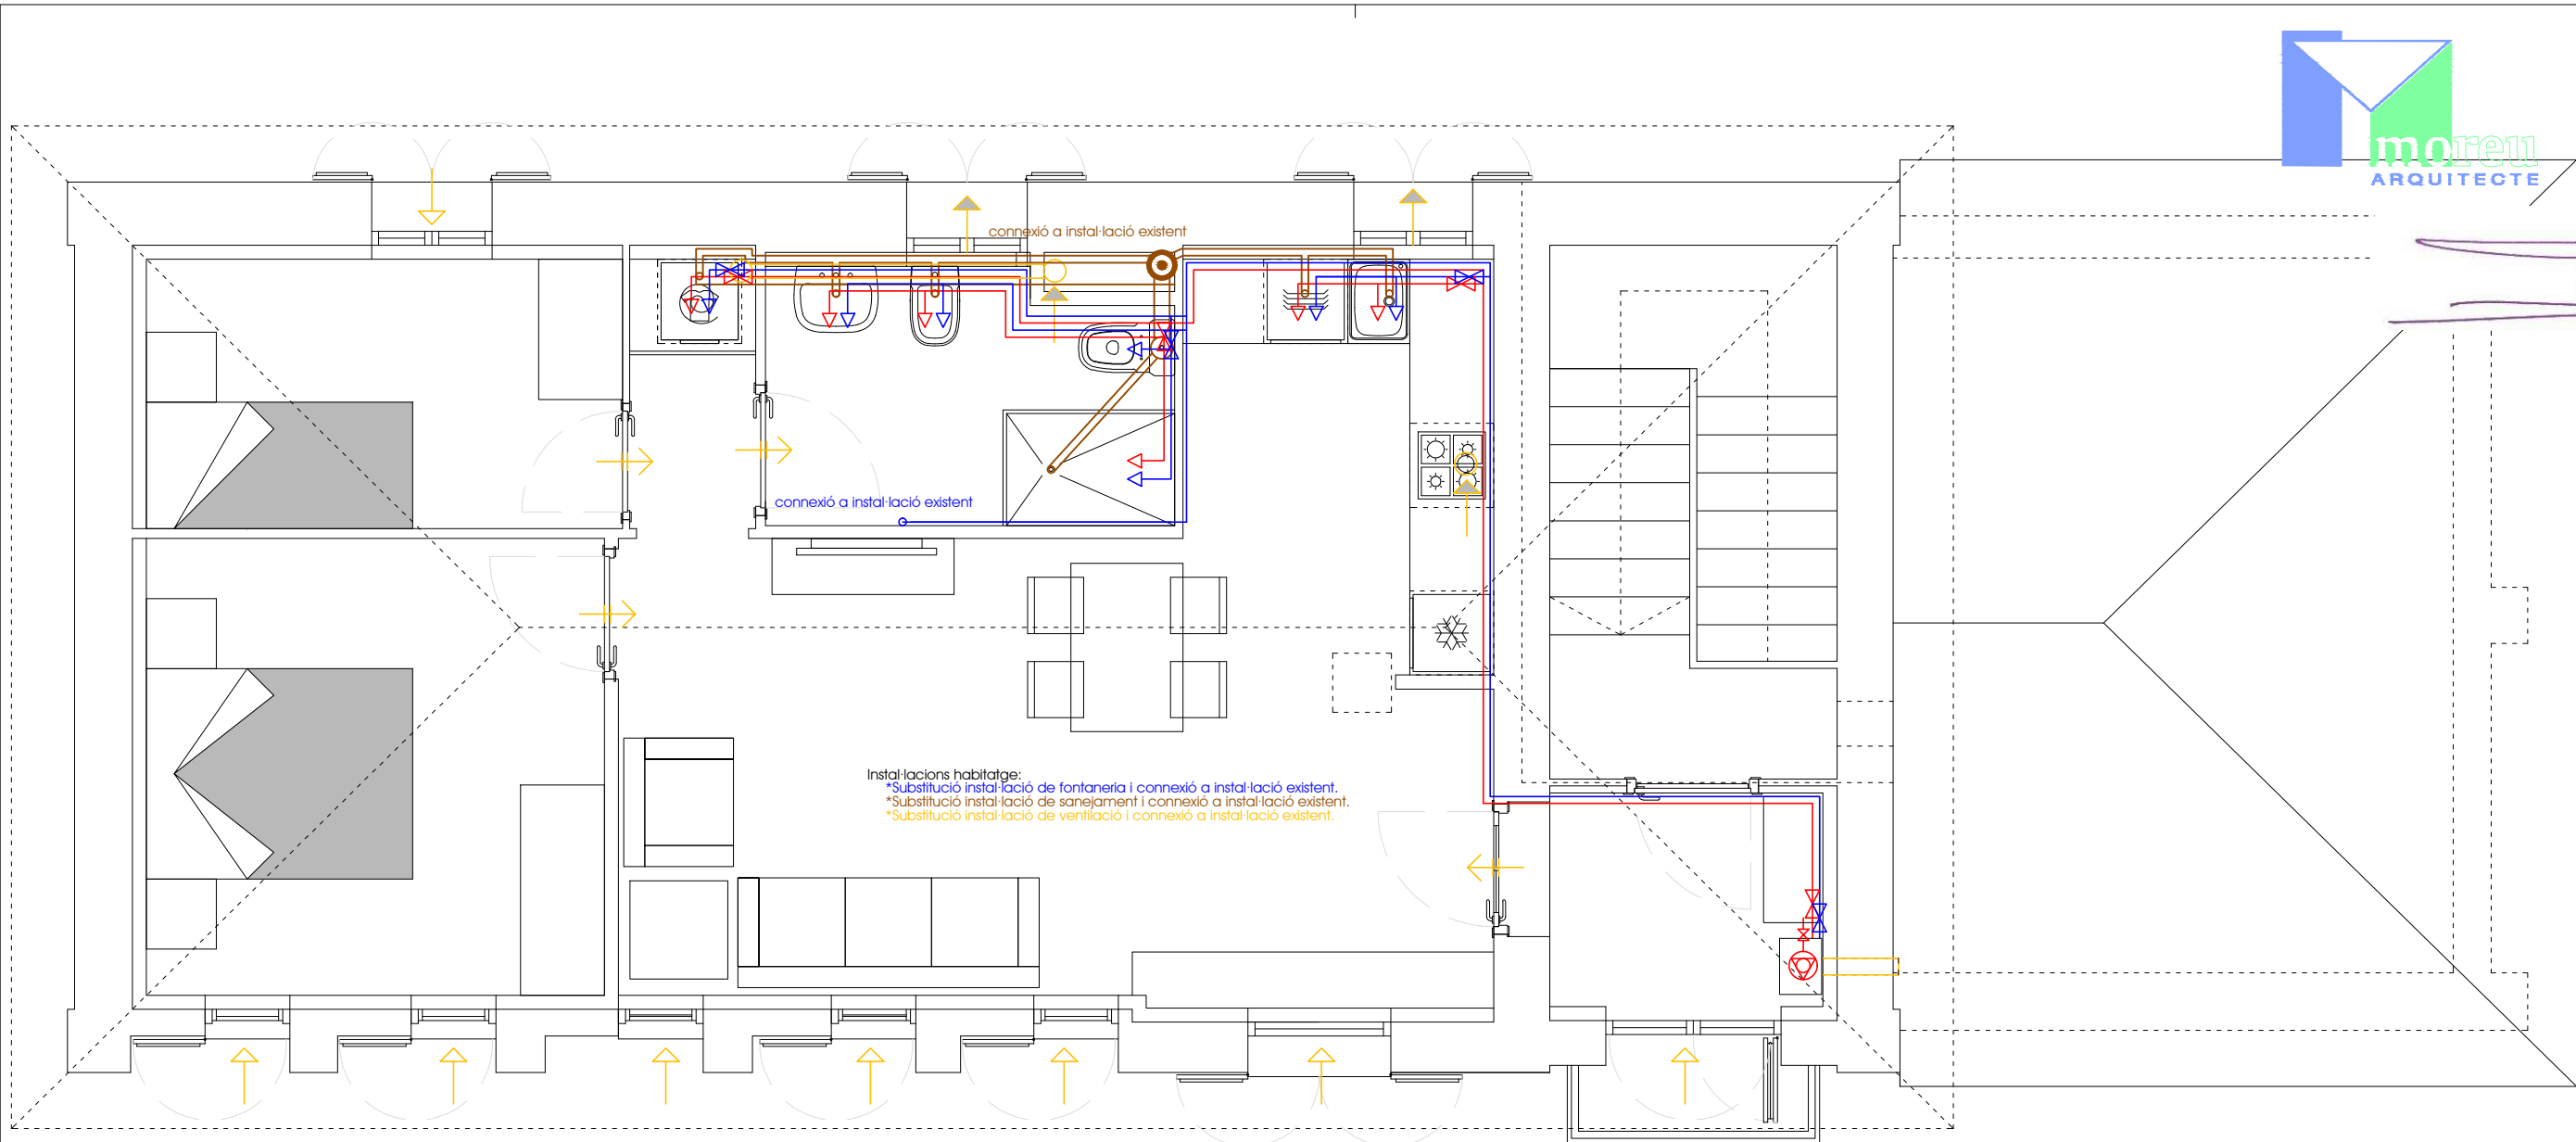 moreu
ARQUITECTE
connexió a instal·lació existent
connexió a instal·lació existent
Instal·lacions habitatge:
*Substitució instal·lació de fontaneria i connexió a instal·lació existent.
*Substitució instal·lació de sanejament i connexió a instal·lació existent.
*Substitució instal·lació de ventilació i connexió a instal·lació existent.